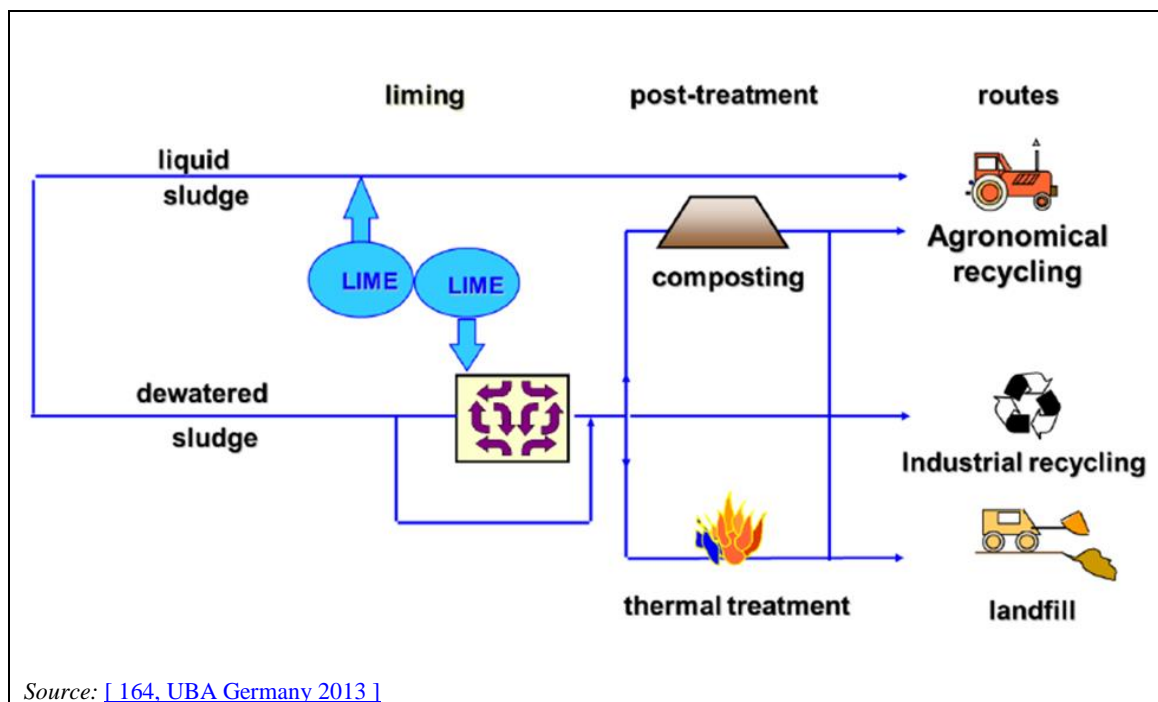 liming
post-treatment
routes
liquid
sludge
LIME
LIME
composting
Agronomical
recycling
dewatered
sludge
Industrial recycling
thermal treatment
landfill
Source: [ 164, UBA Germany 2013 ]